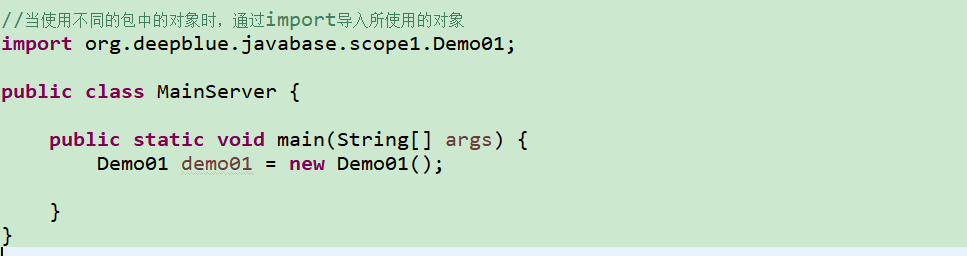 //当使用不同的包中的对象时，通过import导入所使用的对象
import org.deepblue.javabase.scope1.Demo01;
public class MainServer {
public static void main(String[] args) {
Demo01 demo01 = new Demo01();
}
}